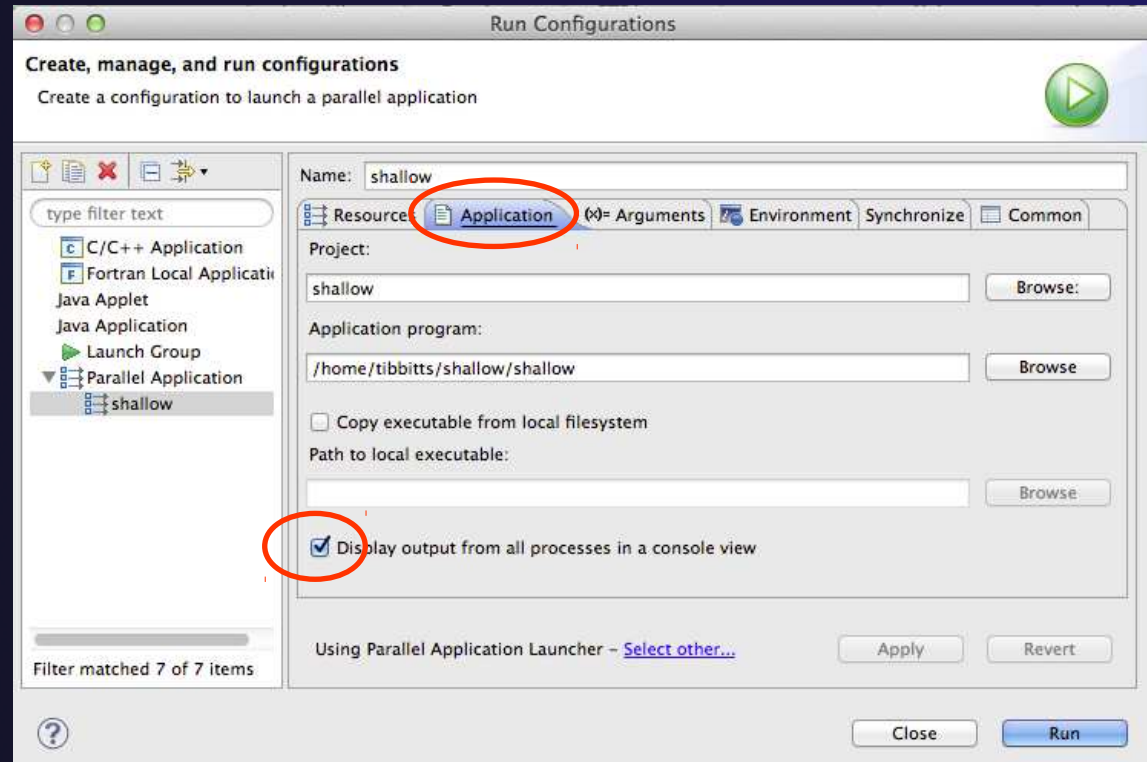 Run Configurations
Create, manage, and run configurations
Create a configuration to launch a parallel application
type filter text
C/C++ Application
Fortran Local Applicatio
Java Applet
Java Application
Launch Group
Parallel Application
shallow
Filter matched 7 of 7 items
Name: shallow
Resources Application (x)= Arguments Environment Synchronize Common
Project:
shallow Browse:
Application program:
/home/tibbitts/shallow/shallow Browse
Copy executable from local filesystem
Path to local executable:
Browse
Display output from all processes in a console view
Using Parallel Application Launcher – Select other... Apply Revert
? Close Run